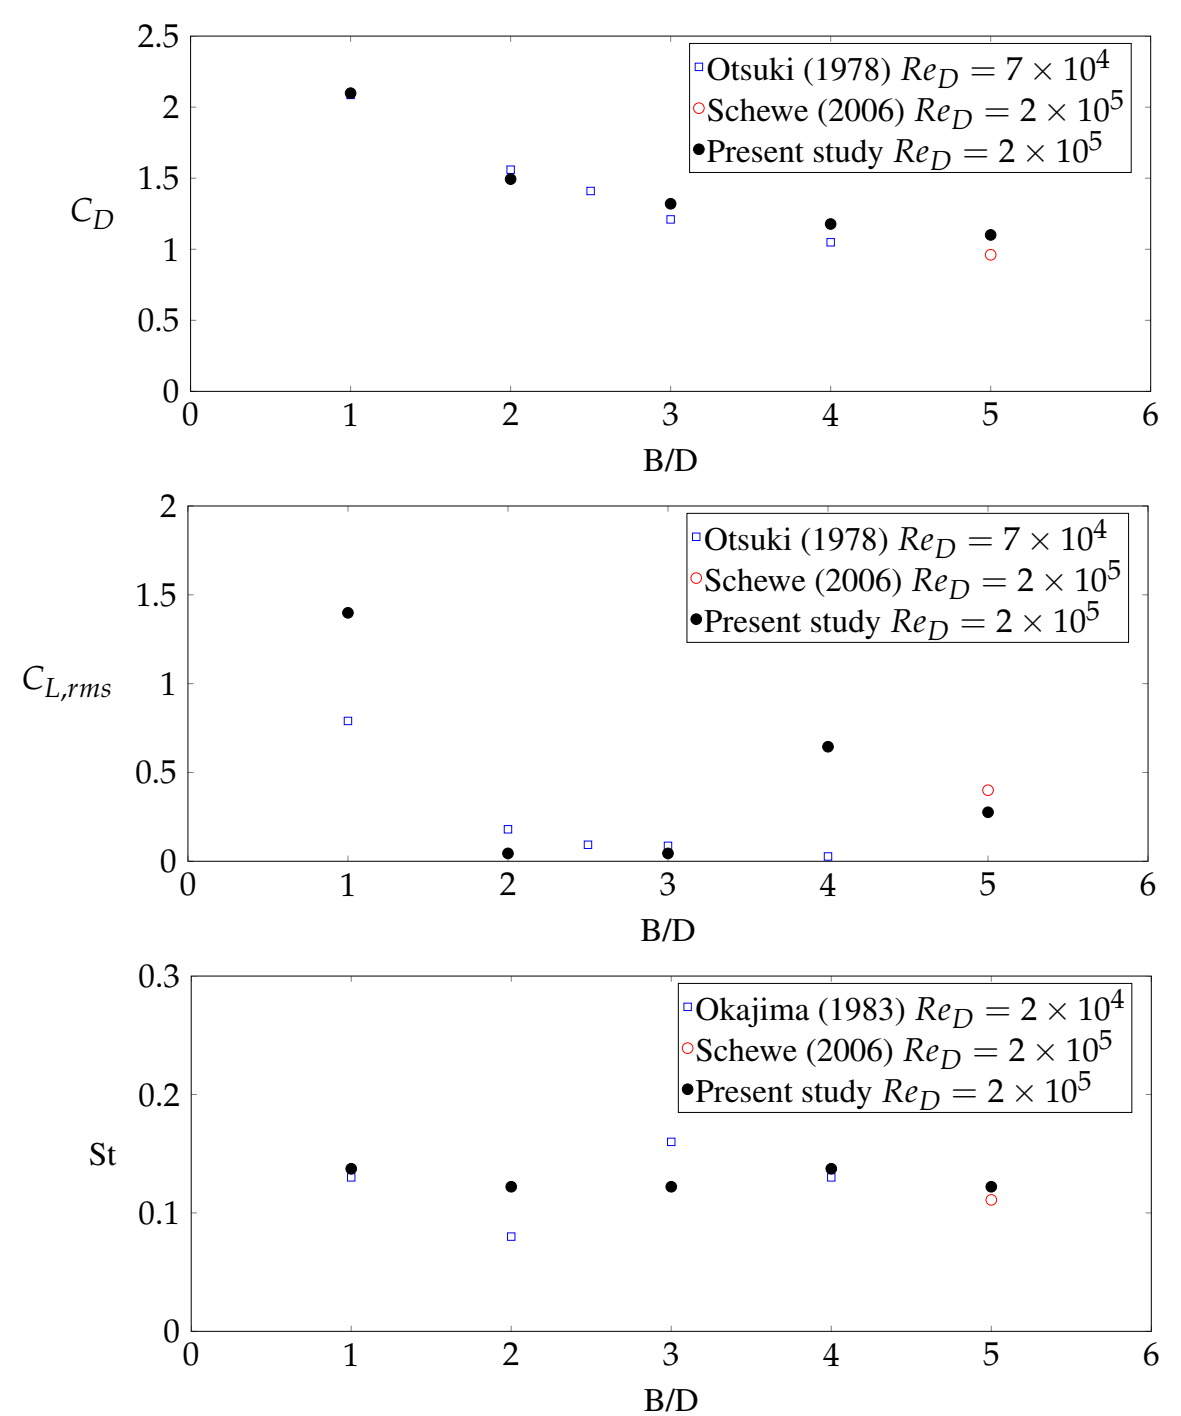 2.5
2
1.5
1
0.5
0
C_D
Otsuki (1978) Re_D = 7 × 10^4
Schewe (2006) Re_D = 2 × 10^5
Present study Re_D = 2 × 10^5
0 1 2 3 4 5 6
B/D
2
1.5
1
0.5
0
C_{L,rms}
Otsuki (1978) Re_D = 7 × 10^4
Schewe (2006) Re_D = 2 × 10^5
Present study Re_D = 2 × 10^5
0 1 2 3 4 5 6
B/D
0.3
0.2
0.1
0
St
Okajima (1983) Re_D = 2 × 10^4
Schewe (2006) Re_D = 2 × 10^5
Present study Re_D = 2 × 10^5
0 1 2 3 4 5 6
B/D